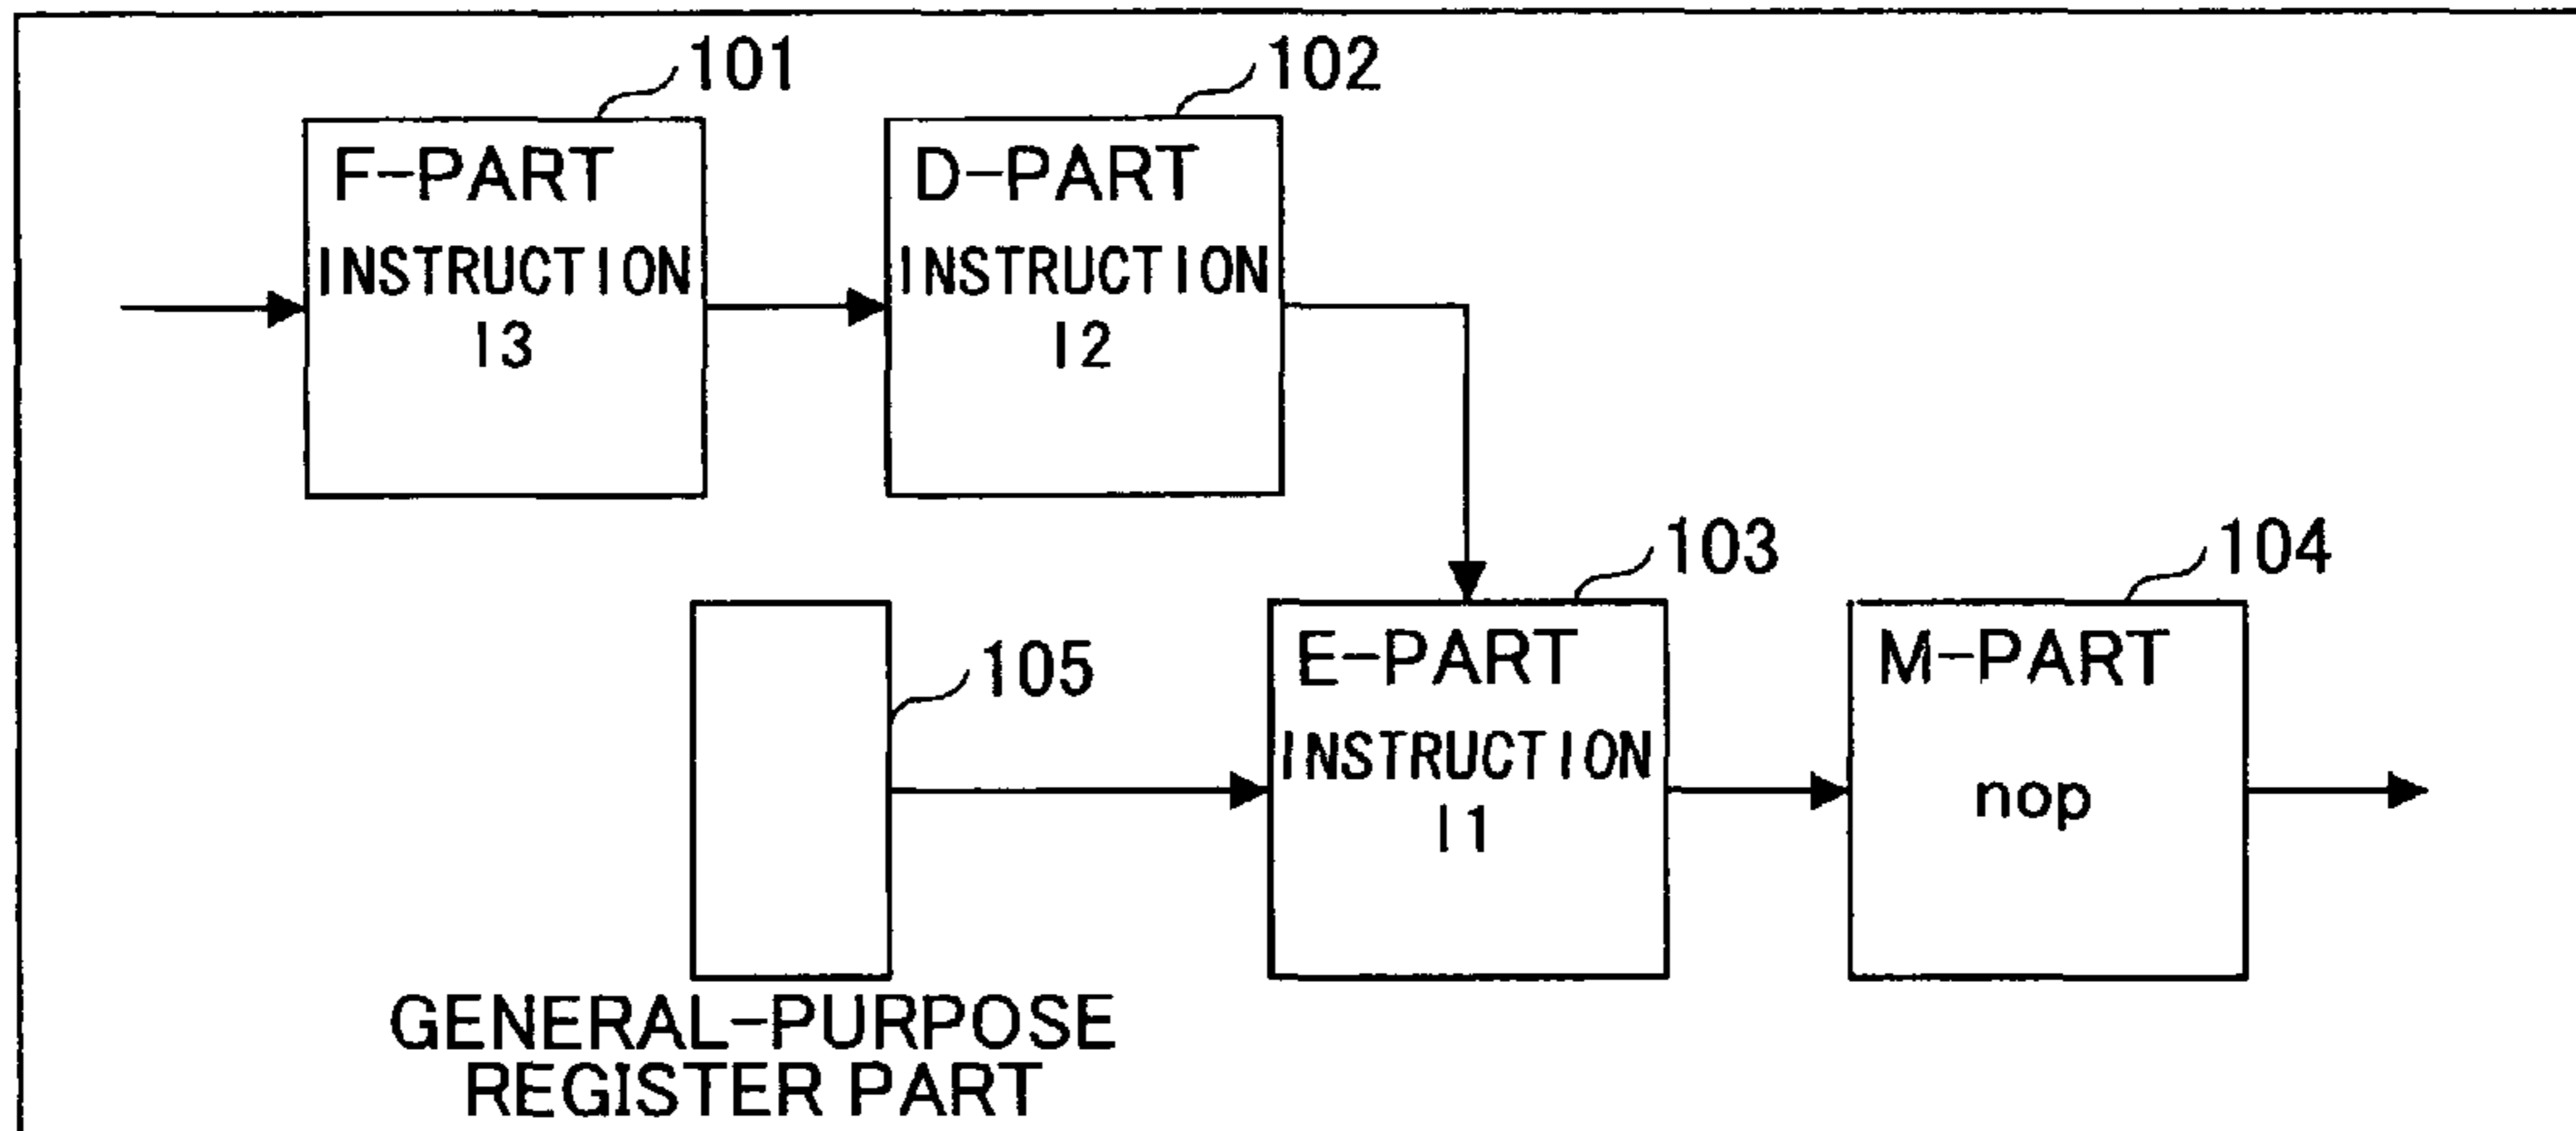 101
102
F-PART
INSTRUCTION
I3
D-PART
INSTRUCTION
I2
103
104
105
E-PART
INSTRUCTION
I1
M-PART
nop
GENERAL-PURPOSE
REGISTER PART